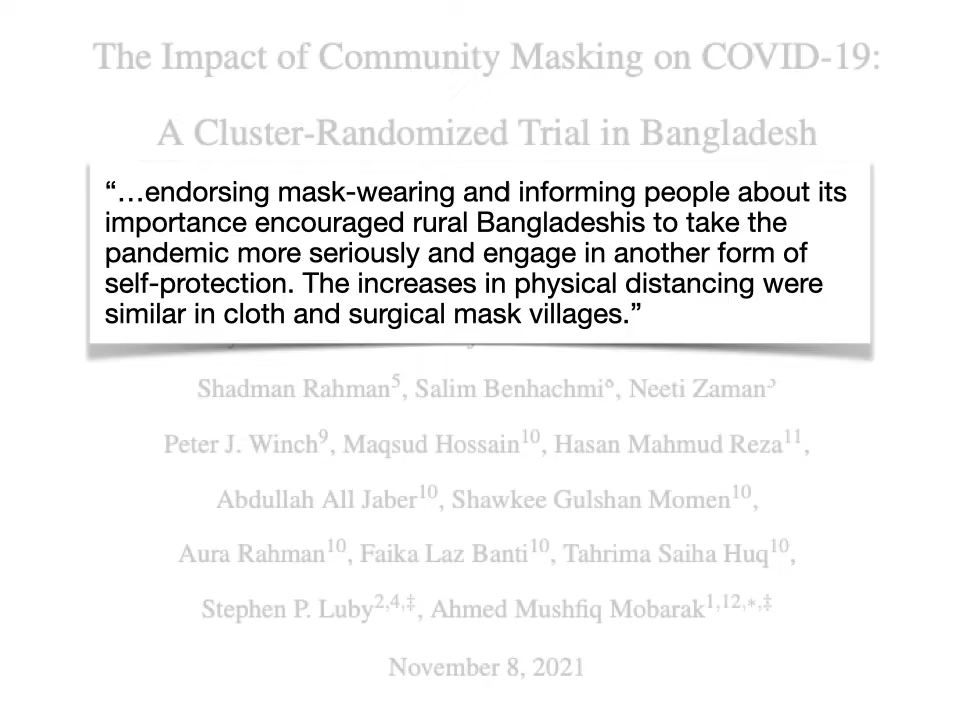 The Impact of Community Masking on COVID-19:
A Cluster-Randomized Trial in Bangladesh
“…endorsing mask-wearing and informing people about its
importance encouraged rural Bangladeshis to take the
pandemic more seriously and engage in another form of
self-protection. The increases in physical distancing were
similar in cloth and surgical mask villages.”
Shadman Rahman⁵, Salim Benhachmi, Neeti Zaman
Peter J. Winch⁹, Maqsud Hossain¹⁰, Hasan Mahmud Reza¹¹,
Abdullah All Jaber¹⁰, Shawkee Gulshan Momen¹⁰,
Aura Rahman¹⁰, Faika Laz Banti¹⁰, Tahrima Saiha Huq¹⁰,
Stephen P. Luby²,⁴,‡, Ahmed Mushfiq Mobarak¹,¹²,*,‡
November 8, 2021